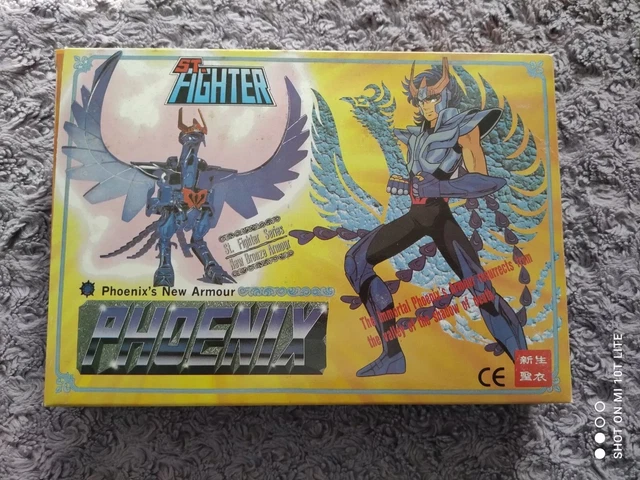 ST.
FIGHTER
St. Fighter Series
New Bronze Armour
Phoenix's New Armour
PHOENIX
The immortal Phoenix's Armour resurrects from
the valley of the shadow of death
CE
新生
聖衣
SHOT ON MI 10T LITE